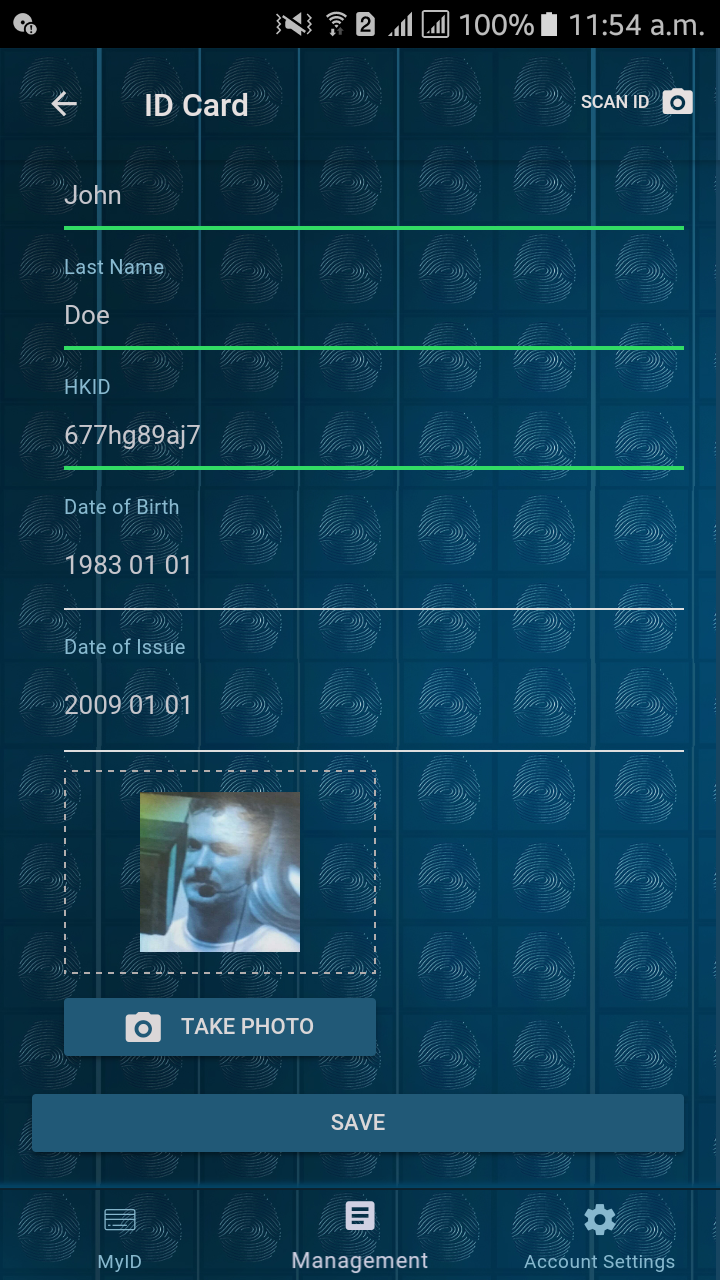 2 100% 11:54 a.m.
ID Card SCAN ID
John
Last Name
Doe
HKID
677hg89aj7
Date of Birth
1983 01 01
Date of Issue
2009 01 01
TAKE PHOTO
SAVE
MyID Management Account Settings